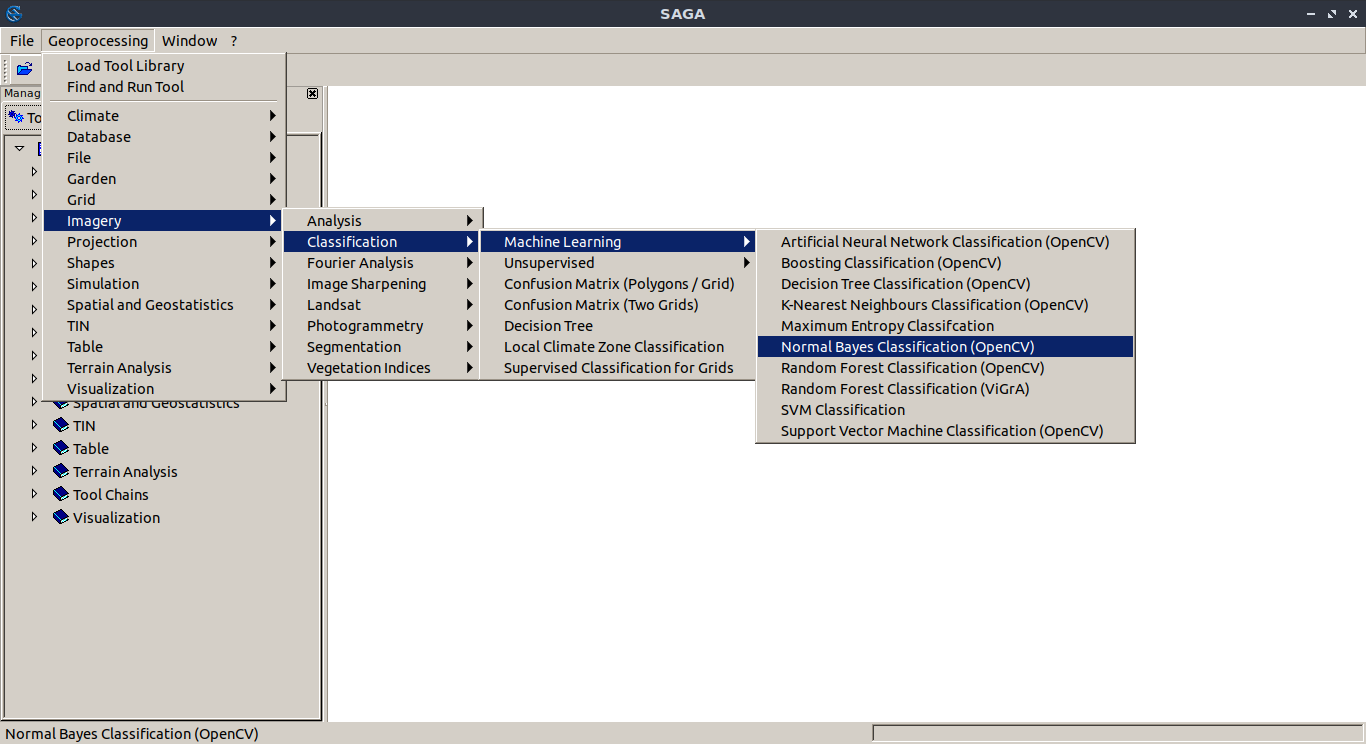 SAGA
File Geoprocessing Window ?
Manag
To
Load Tool Library
Find and Run Tool
Climate
Database
File
Garden
Grid
Imagery
Projection
Shapes
Simulation
Spatial and Geostatistics
TIN
Table
Terrain Analysis
Visualization
Analysis
Classification
Fourier Analysis
Image Sharpening
Landsat
Photogrammetry
Segmentation
Vegetation Indices
Machine Learning
Unsupervised
Confusion Matrix (Polygons / Grid)
Confusion Matrix (Two Grids)
Decision Tree
Local Climate Zone Classification
Supervised Classification for Grids
Artificial Neural Network Classification (OpenCV)
Boosting Classification (OpenCV)
Decision Tree Classification (OpenCV)
K-Nearest Neighbours Classification (OpenCV)
Maximum Entropy Classifcation
Normal Bayes Classification (OpenCV)
Random Forest Classification (OpenCV)
Random Forest Classification (ViGrA)
SVM Classification
Support Vector Machine Classification (OpenCV)
Spatial and Geostatistics
TIN
Table
Terrain Analysis
Tool Chains
Visualization
Normal Bayes Classification (OpenCV)